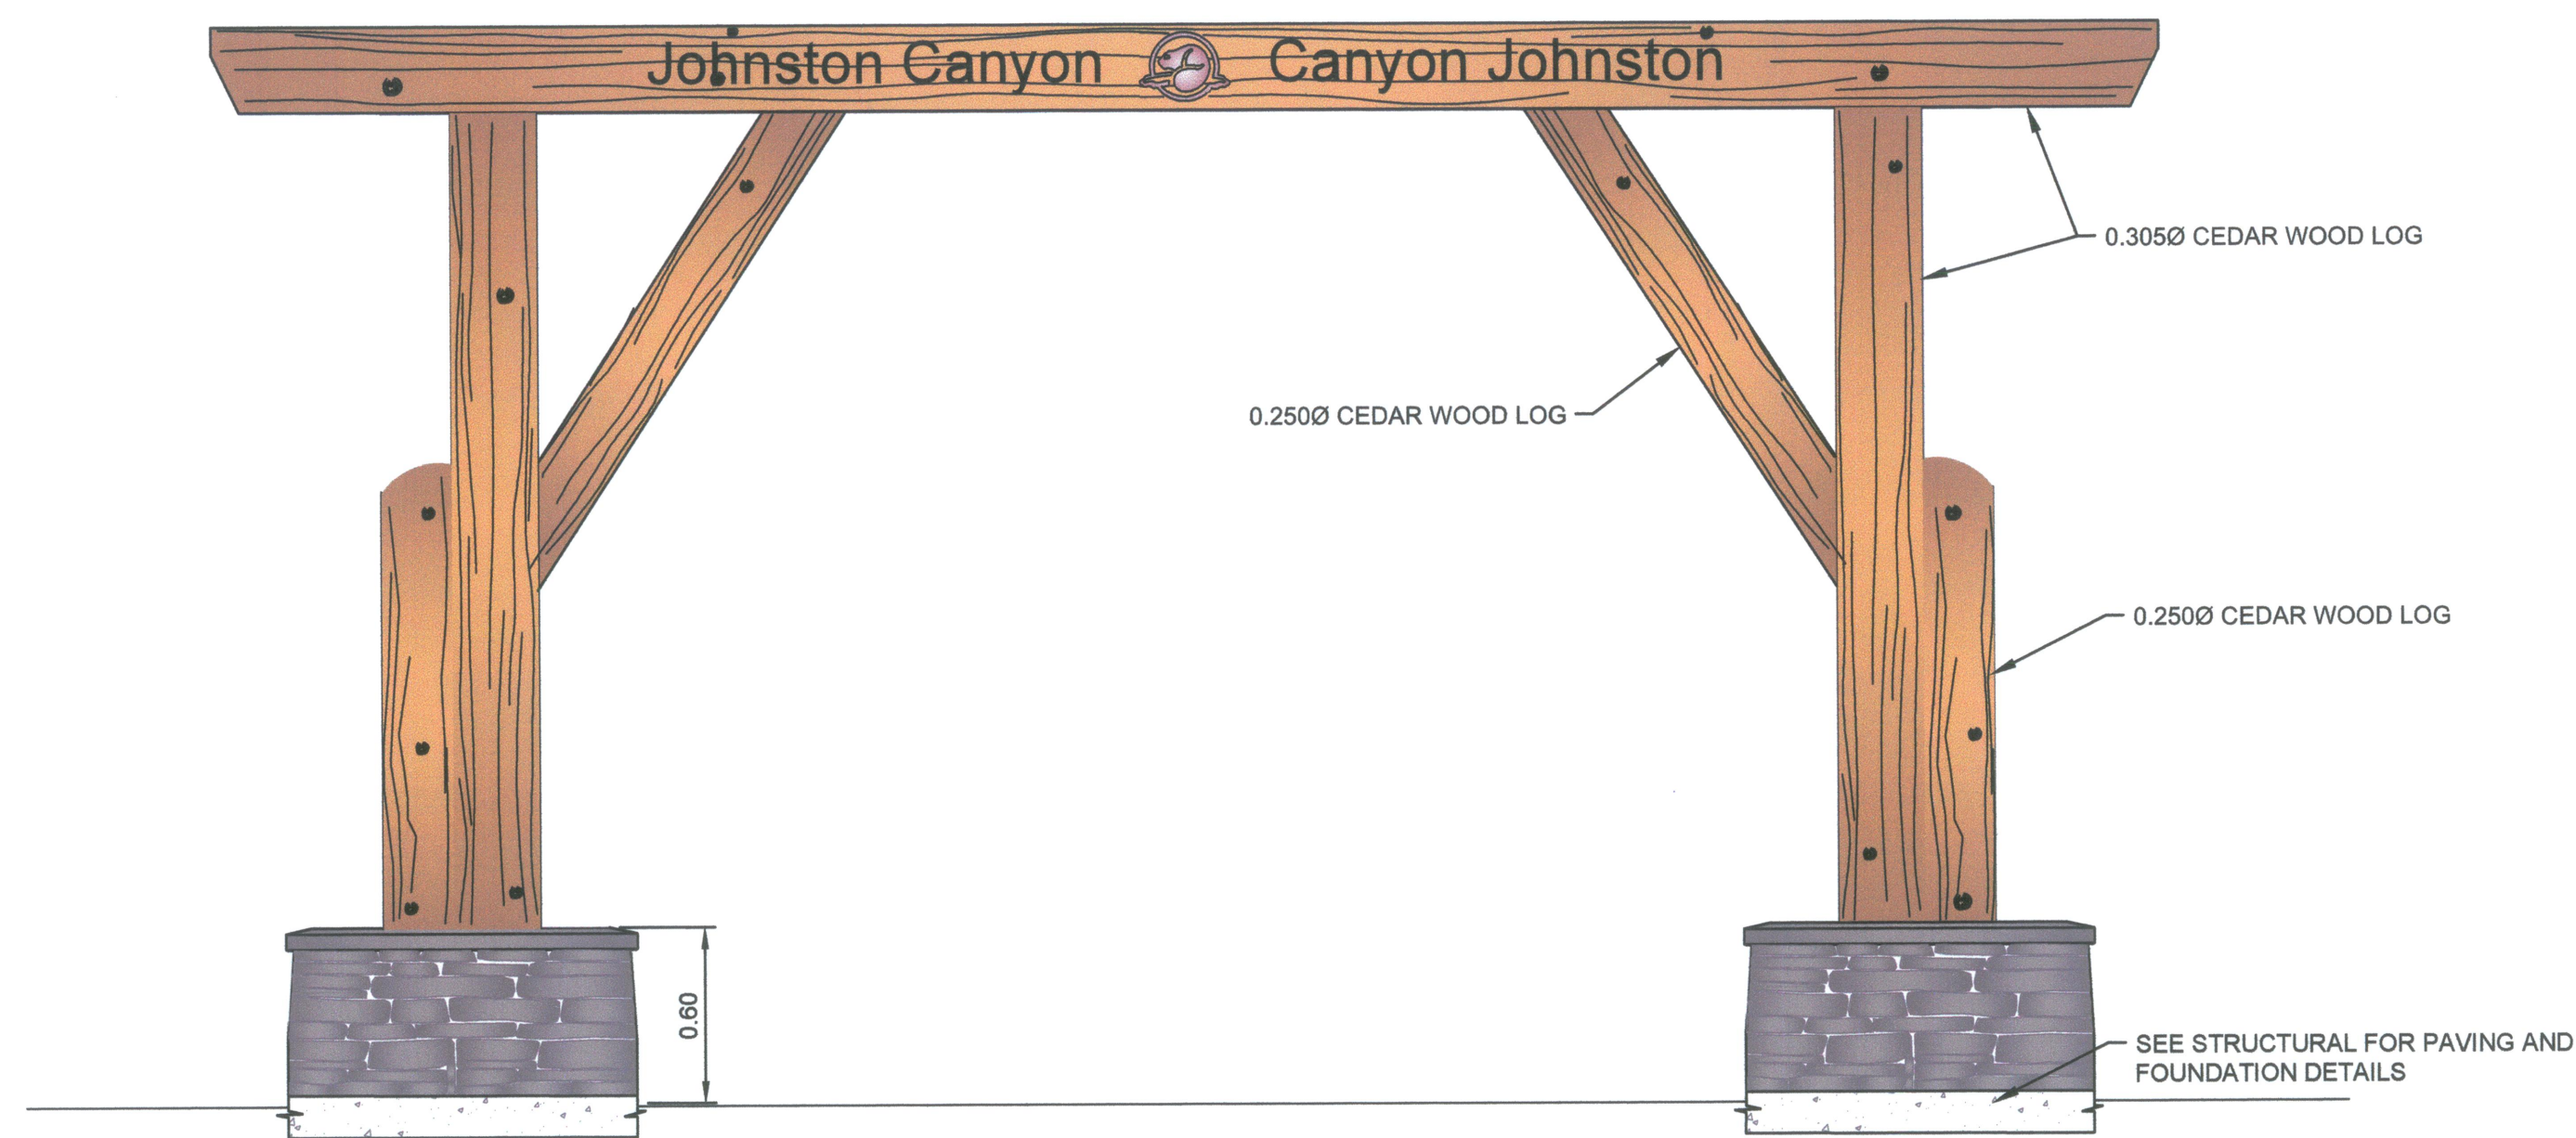 Johnston Canyon Canyon Johnston
0.305Ø CEDAR WOOD LOG
0.250Ø CEDAR WOOD LOG
0.250Ø CEDAR WOOD LOG
0.60
SEE STRUCTURAL FOR PAVING AND
FOUNDATION DETAILS